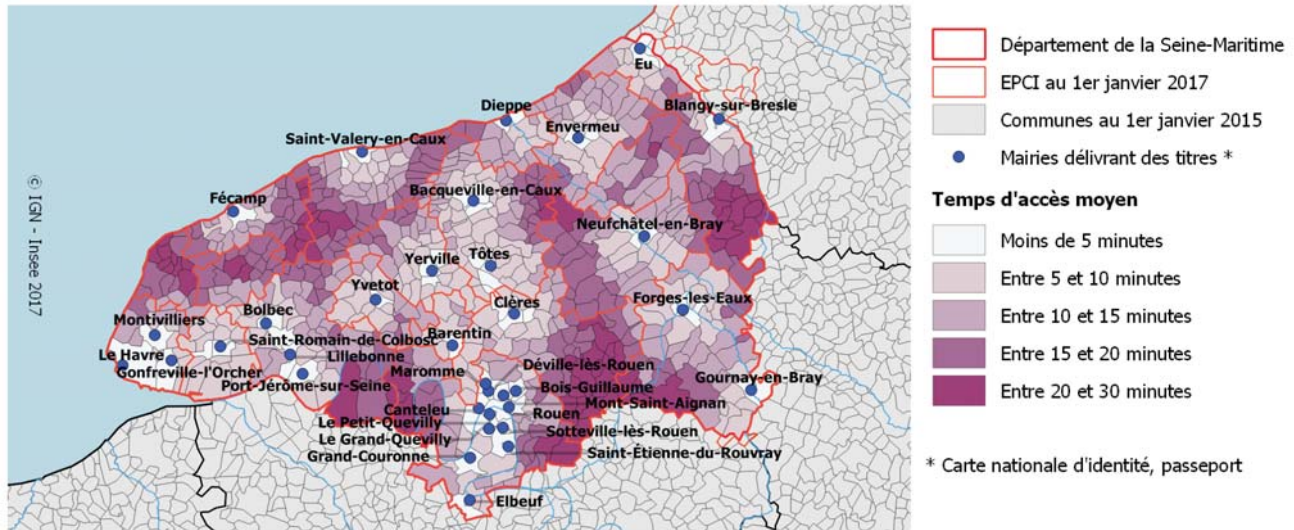 Eu
Dieppe
Blangy-sur-Bresle
Envermeu
Saint-Valery-en-Caux
Bacqueville-en-Caux
Fécamp
Neufchâtel-en-Bray
Yerville
Tôtes
Yvetot
Clères
Forges-les-Eaux
Bolbec
Montivilliers
Barentin
Saint-Romain-de-Colbosc
Le Havre
Lillebonne
Gonfreville-l'Orcher
Maromme
Déville-lès-Rouen
Port-Jérôme-sur-Seine
Bois-Guillaume
Gournay-en-Bray
Canteleu
Mont-Saint-Aignan
Rouen
Le Petit-Quevilly
Sotteville-lès-Rouen
Le Grand-Quevilly
Saint-Étienne-du-Rouvray
Grand-Couronne
Elbeuf
© IGN - Insee 2017
Département de la Seine-Maritime
EPCI au 1er janvier 2017
Communes au 1er janvier 2015
Mairies délivrant des titres *
Temps d'accès moyen
Moins de 5 minutes
Entre 5 et 10 minutes
Entre 10 et 15 minutes
Entre 15 et 20 minutes
Entre 20 et 30 minutes
* Carte nationale d'identité, passeport